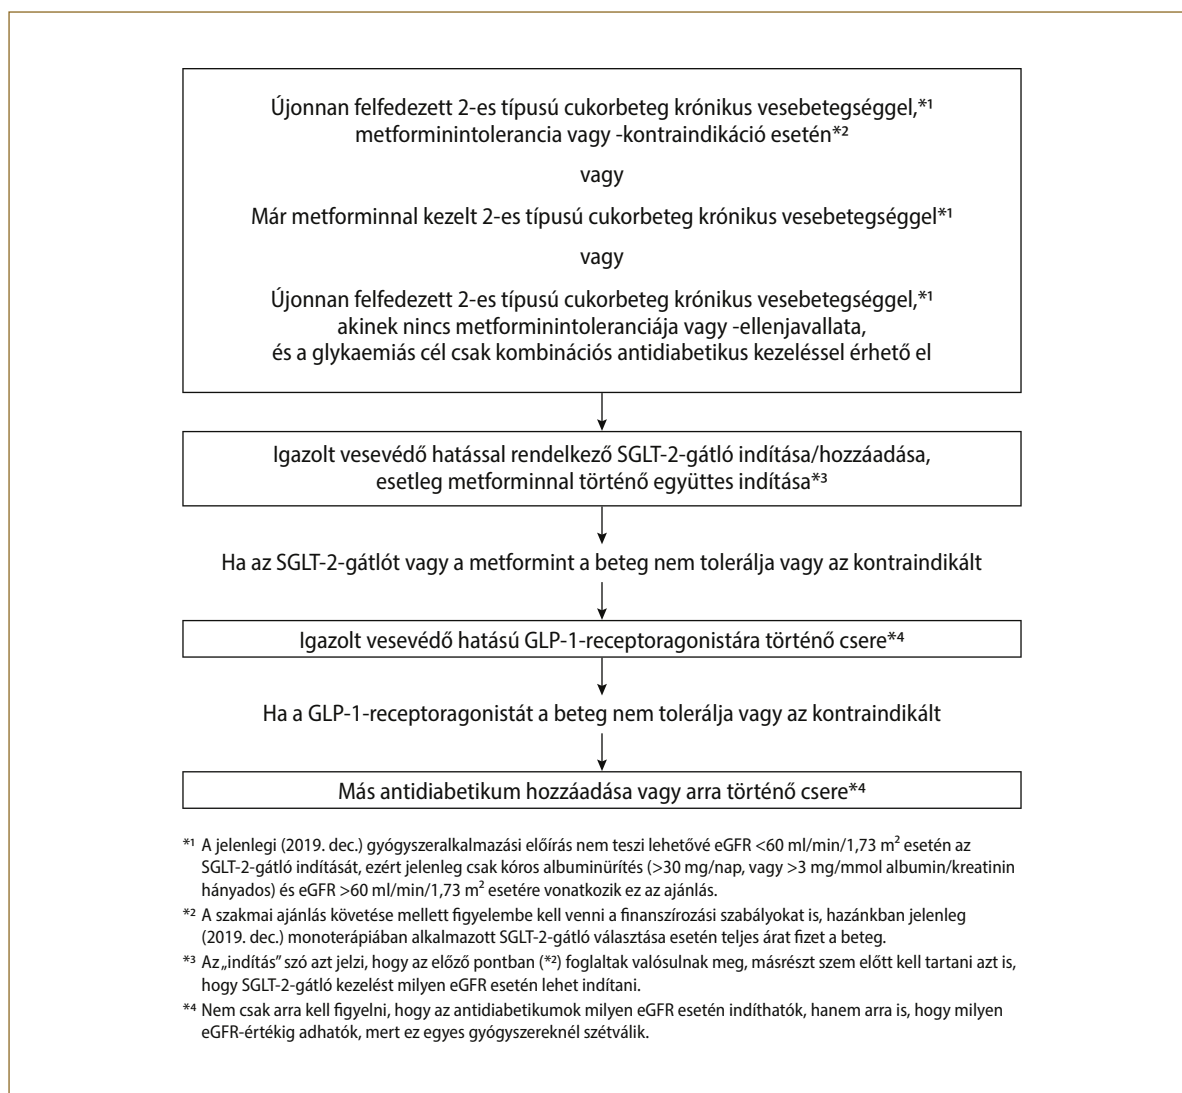 Újonnan felfedezett 2-es típusú cukorbeteg krónikus vesebetegséggel,*¹
metforminintolerancia vagy -kontraindikáció esetén*²
vagy
Már metforminnal kezelt 2-es típusú cukorbeteg krónikus vesebetegséggel*¹
vagy
Újonnan felfedezett 2-es típusú cukorbeteg krónikus vesebetegséggel,*¹
akinek nincs metforminintoleranciája vagy -ellenjavallata,
és a glykaemiás cél csak kombinációs antidiabetikus kezeléssel érhető el
Igazolt vesevédő hatással rendelkező SGLT-2-gátló indítása/hozzáadása,
esetleg metforminnal történő együttes indítása*³
Ha az SGLT-2-gátlót vagy a metformint a beteg nem tolerálja vagy az kontraindikált
Igazolt vesevédő hatású GLP-1-receptoragonistára történő csere*⁴
Ha a GLP-1-receptoragonistát a beteg nem tolerálja vagy az kontraindikált
Más antidiabetikum hozzáadása vagy arra történő csere*⁴
*¹ A jelenlegi (2019. dec.) gyógyszeralkalmazási előírás nem teszi lehetővé eGFR <60 ml/min/1,73 m² esetén az
SGLT-2-gátló indítását, ezért jelenleg csak kóros albuminürítés (>30 mg/nap, vagy >3 mg/mmol albumin/kreatinin
hányados) és eGFR >60 ml/min/1,73 m² esetére vonatkozik ez az ajánlás.
*² A szakmai ajánlás követése mellett figyelembe kell venni a finanszírozási szabályokat is, hazánkban jelenleg
(2019. dec.) monoterápiában alkalmazott SGLT-2-gátló választása esetén teljes árat fizet a beteg.
*³ Az „indítás” szó azt jelzi, hogy az előző pontban (*²) foglaltak valósulnak meg, másrészt szem előtt kell tartani azt is,
hogy SGLT-2-gátló kezelést milyen eGFR esetén lehet indítani.
*⁴ Nem csak arra kell figyelni, hogy az antidiabetikumok milyen eGFR esetén indíthatók, hanem arra is, hogy milyen
eGFR-értékig adhatók, mert ez egyes gyógyszereknél szétválik.